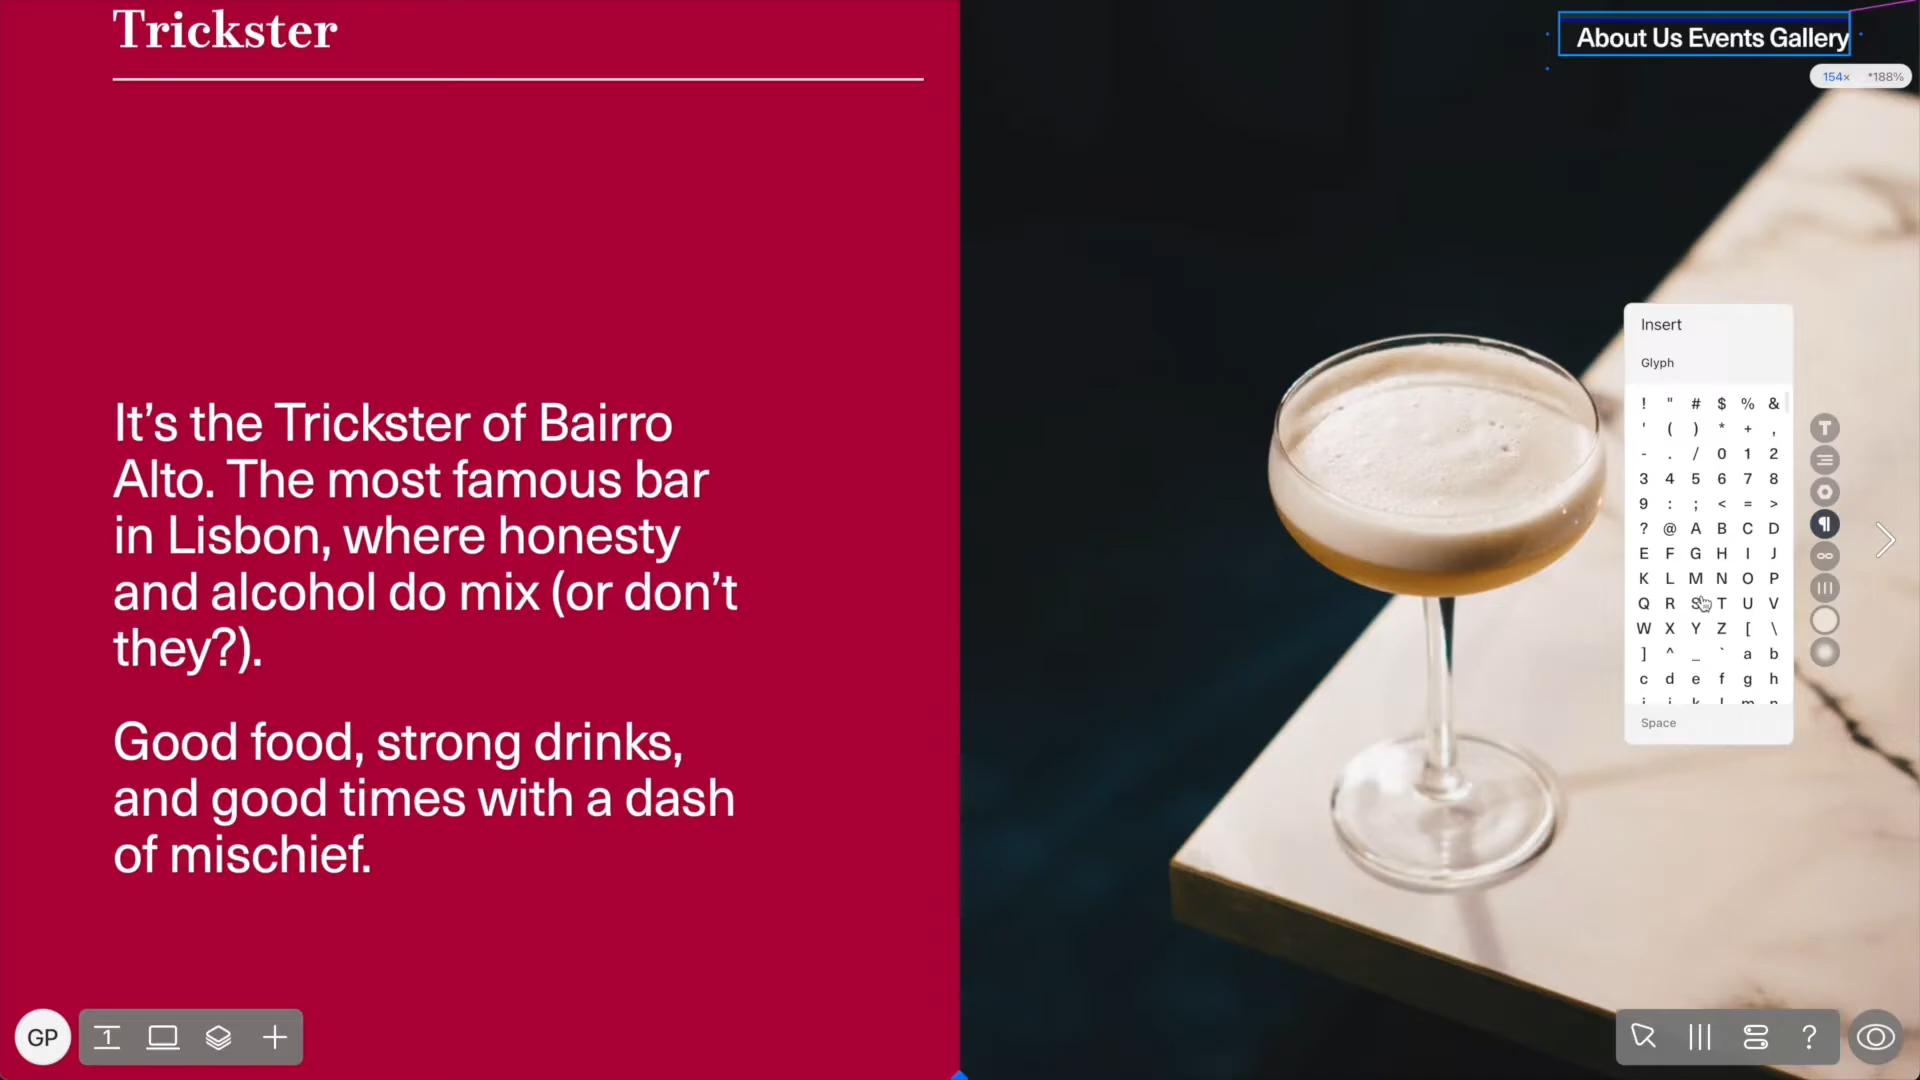 Trickster
About Us Events Gallery
154× *188%
It’s the Trickster of Bairro
Alto. The most famous bar
in Lisbon, where honesty
and alcohol do mix (or don’t
they?).
Good food, strong drinks,
and good times with a dash
of mischief.
Insert
Glyph
! " # $ % &
' ( ) * + ,
- . / 0 1 2
3 4 5 6 7 8
9 : ; < = >
? @ A B C D
E F G H I J
K L M N O P
Q R S T U V
W X Y Z [ \
] ^ _ ` a b
c d e f g h
Space
T
¶
GP
1
?